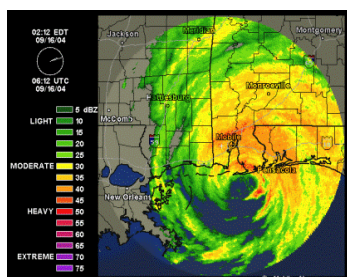 02:12 EDT
09/16/04
06:12 UTC
09/16/04
Jackson
Meridian
Montgomery
Hattiesburg
Monroeville
McComb
Mobile
Pensacola
New Orleans
5 dBZ
LIGHT 10
15
20
25
MODERATE 30
35
40
45
HEAVY 50
55
60
65
EXTREME 70
75